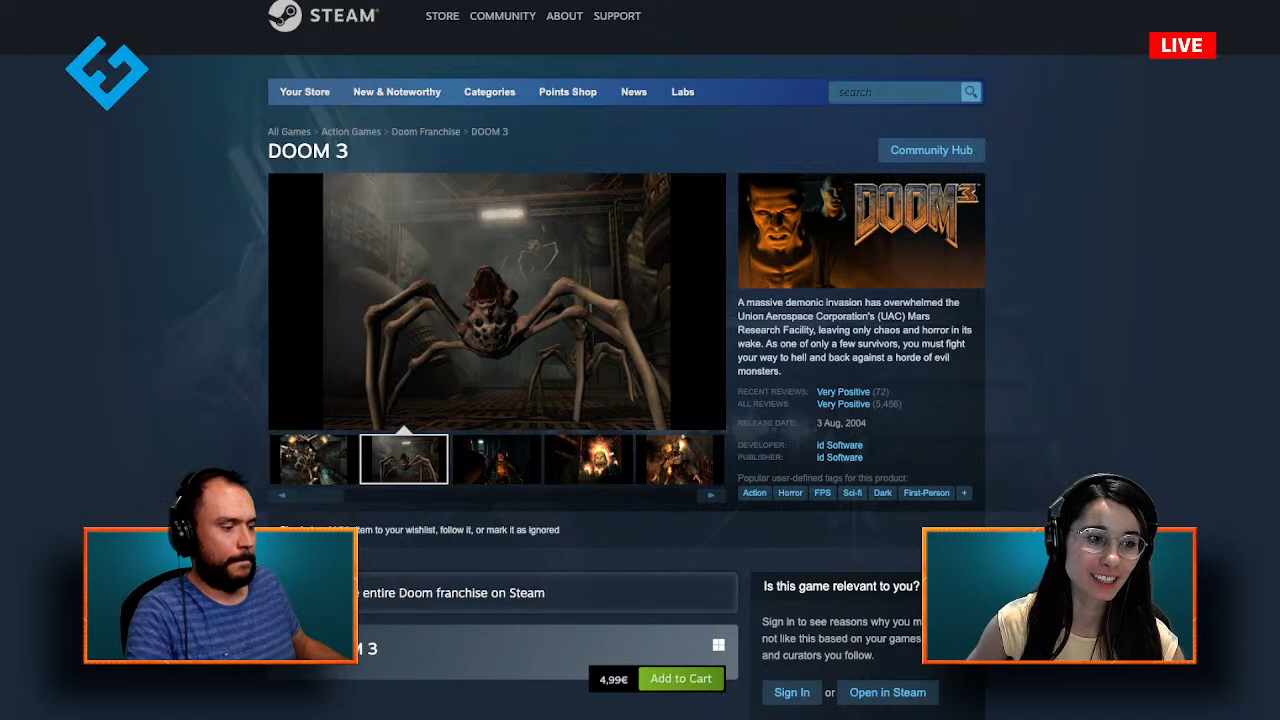 STEAM
STORE COMMUNITY ABOUT SUPPORT
LIVE
Your Store New & Noteworthy Categories Points Shop News Labs search
All Games > Action Games > Doom Franchise > DOOM 3
DOOM 3
Community Hub
DOOM 3
A massive demonic invasion has overwhelmed the
Union Aerospace Corporation's (UAC) Mars
Research Facility, leaving only chaos and horror in its
wake. As one of only a few survivors, you must fight
your way to hell and back against a horde of evil
monsters.
RECENT REVIEWS: Very Positive (72)
ALL REVIEWS: Very Positive (5,456)
RELEASE DATE: 3 Aug, 2004
DEVELOPER: id Software
PUBLISHER: id Software
Popular user-defined tags for this product:
Action Horror FPS Sci-fi Dark First-Person +
to your wishlist, follow it, or mark it as ignored
entire Doom franchise on Steam
3
4,99€ Add to Cart
Is this game relevant to you?
Sign in to see reasons why you
not like this based on your games
and curators you follow.
Sign In or Open in Steam